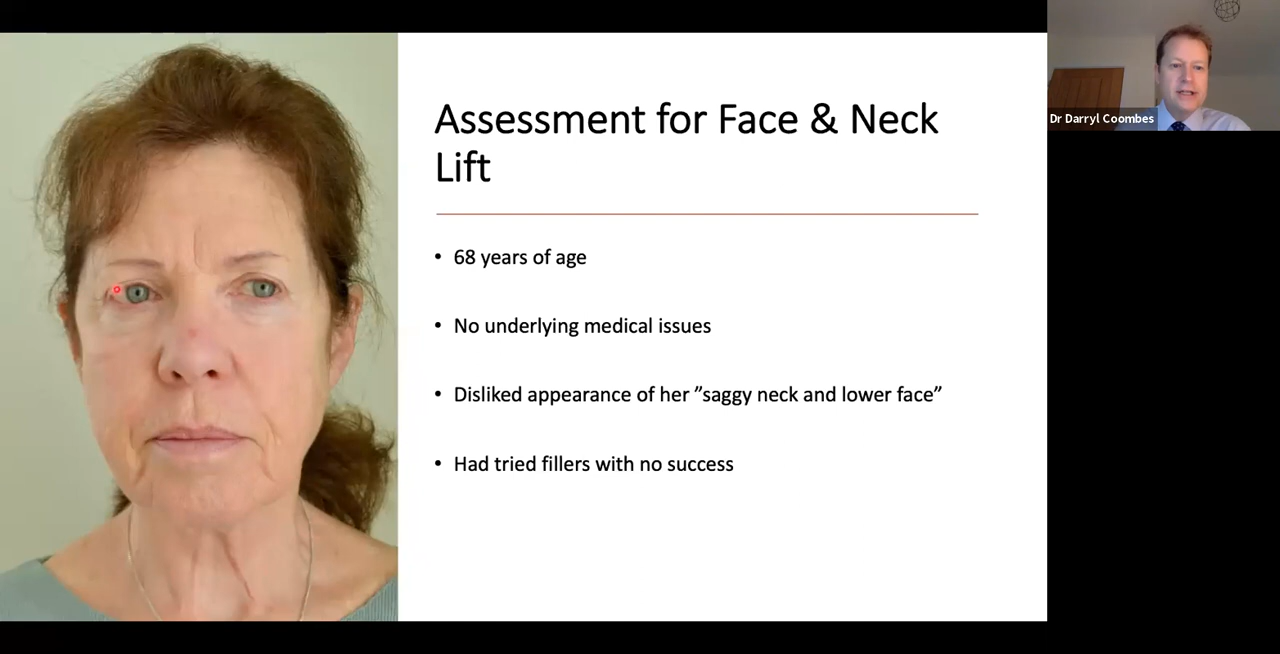 Assessment for Face & Neck
Lift
• 68 years of age
• No underlying medical issues
• Disliked appearance of her ”saggy neck and lower face”
• Had tried fillers with no success
Dr Darryl Coombes